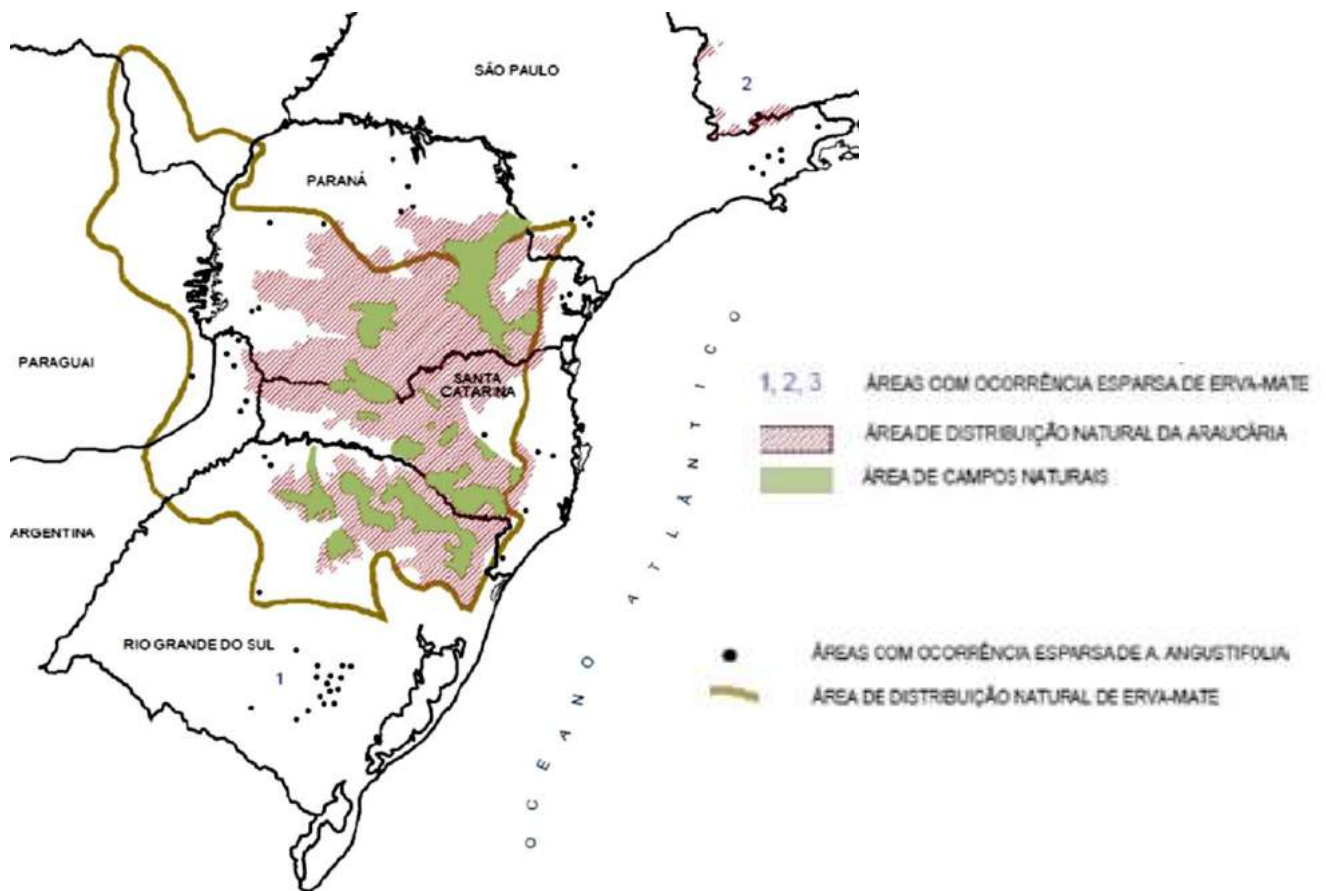 SÃO PAULO
2
PARANÁ
PARAGUAI
SANTA
CATARINA
ARGENTINA
RIO GRANDE DO SUL
1
OCEANO ATLÂNTICO
1, 2, 3 ÁREAS COM OCORRÊNCIA ESPARSA DE ERVA-MATE
ÁREA DE DISTRIBUIÇÃO NATURAL DA ARAUCÁRIA
ÁREA DE CAMPOS NATURAIS
ÁREAS COM OCORRÊNCIA ESPARSA DE A. ANGUSTIFOLIA
ÁREA DE DISTRIBUIÇÃO NATURAL DE ERVA-MATE